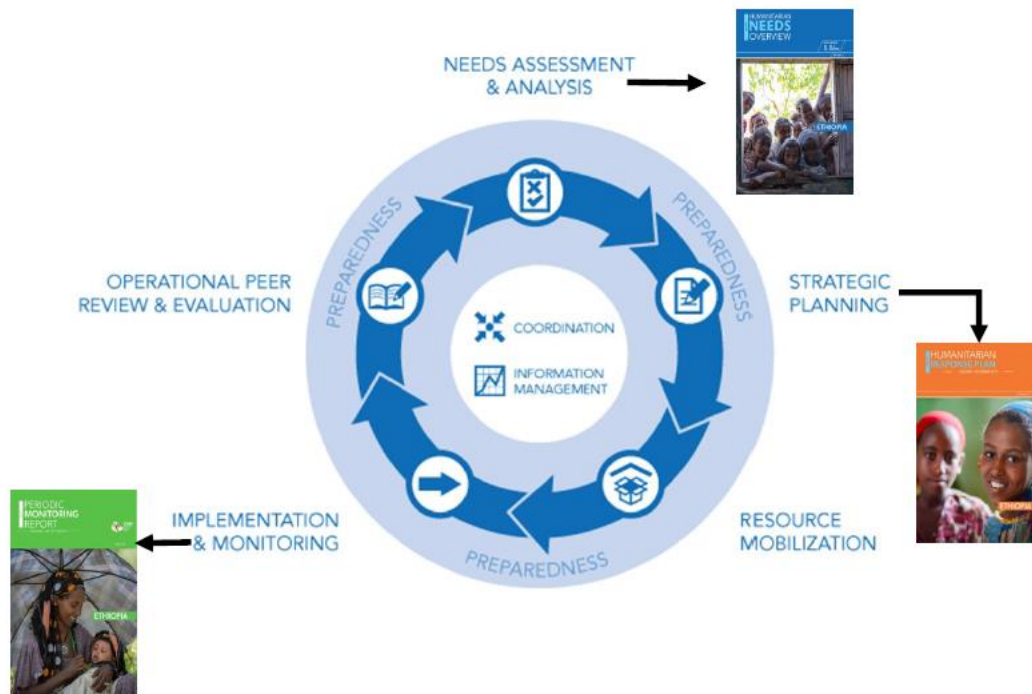 HUMANITARIAN
NEEDS
OVERVIEW
ETHIOPIA
NEEDS ASSESSMENT
& ANALYSIS
PREPAREDNESS
PREPAREDNESS
OPERATIONAL PEER
REVIEW & EVALUATION
STRATEGIC
PLANNING
COORDINATION
INFORMATION
MANAGEMENT
HUMANITARIAN
RESPONSE PLAN
ETHIOPIA
PERIODIC
MONITORING
REPORT
ETHIOPIA
IMPLEMENTATION
& MONITORING
RESOURCE
MOBILIZATION
PREPAREDNESS